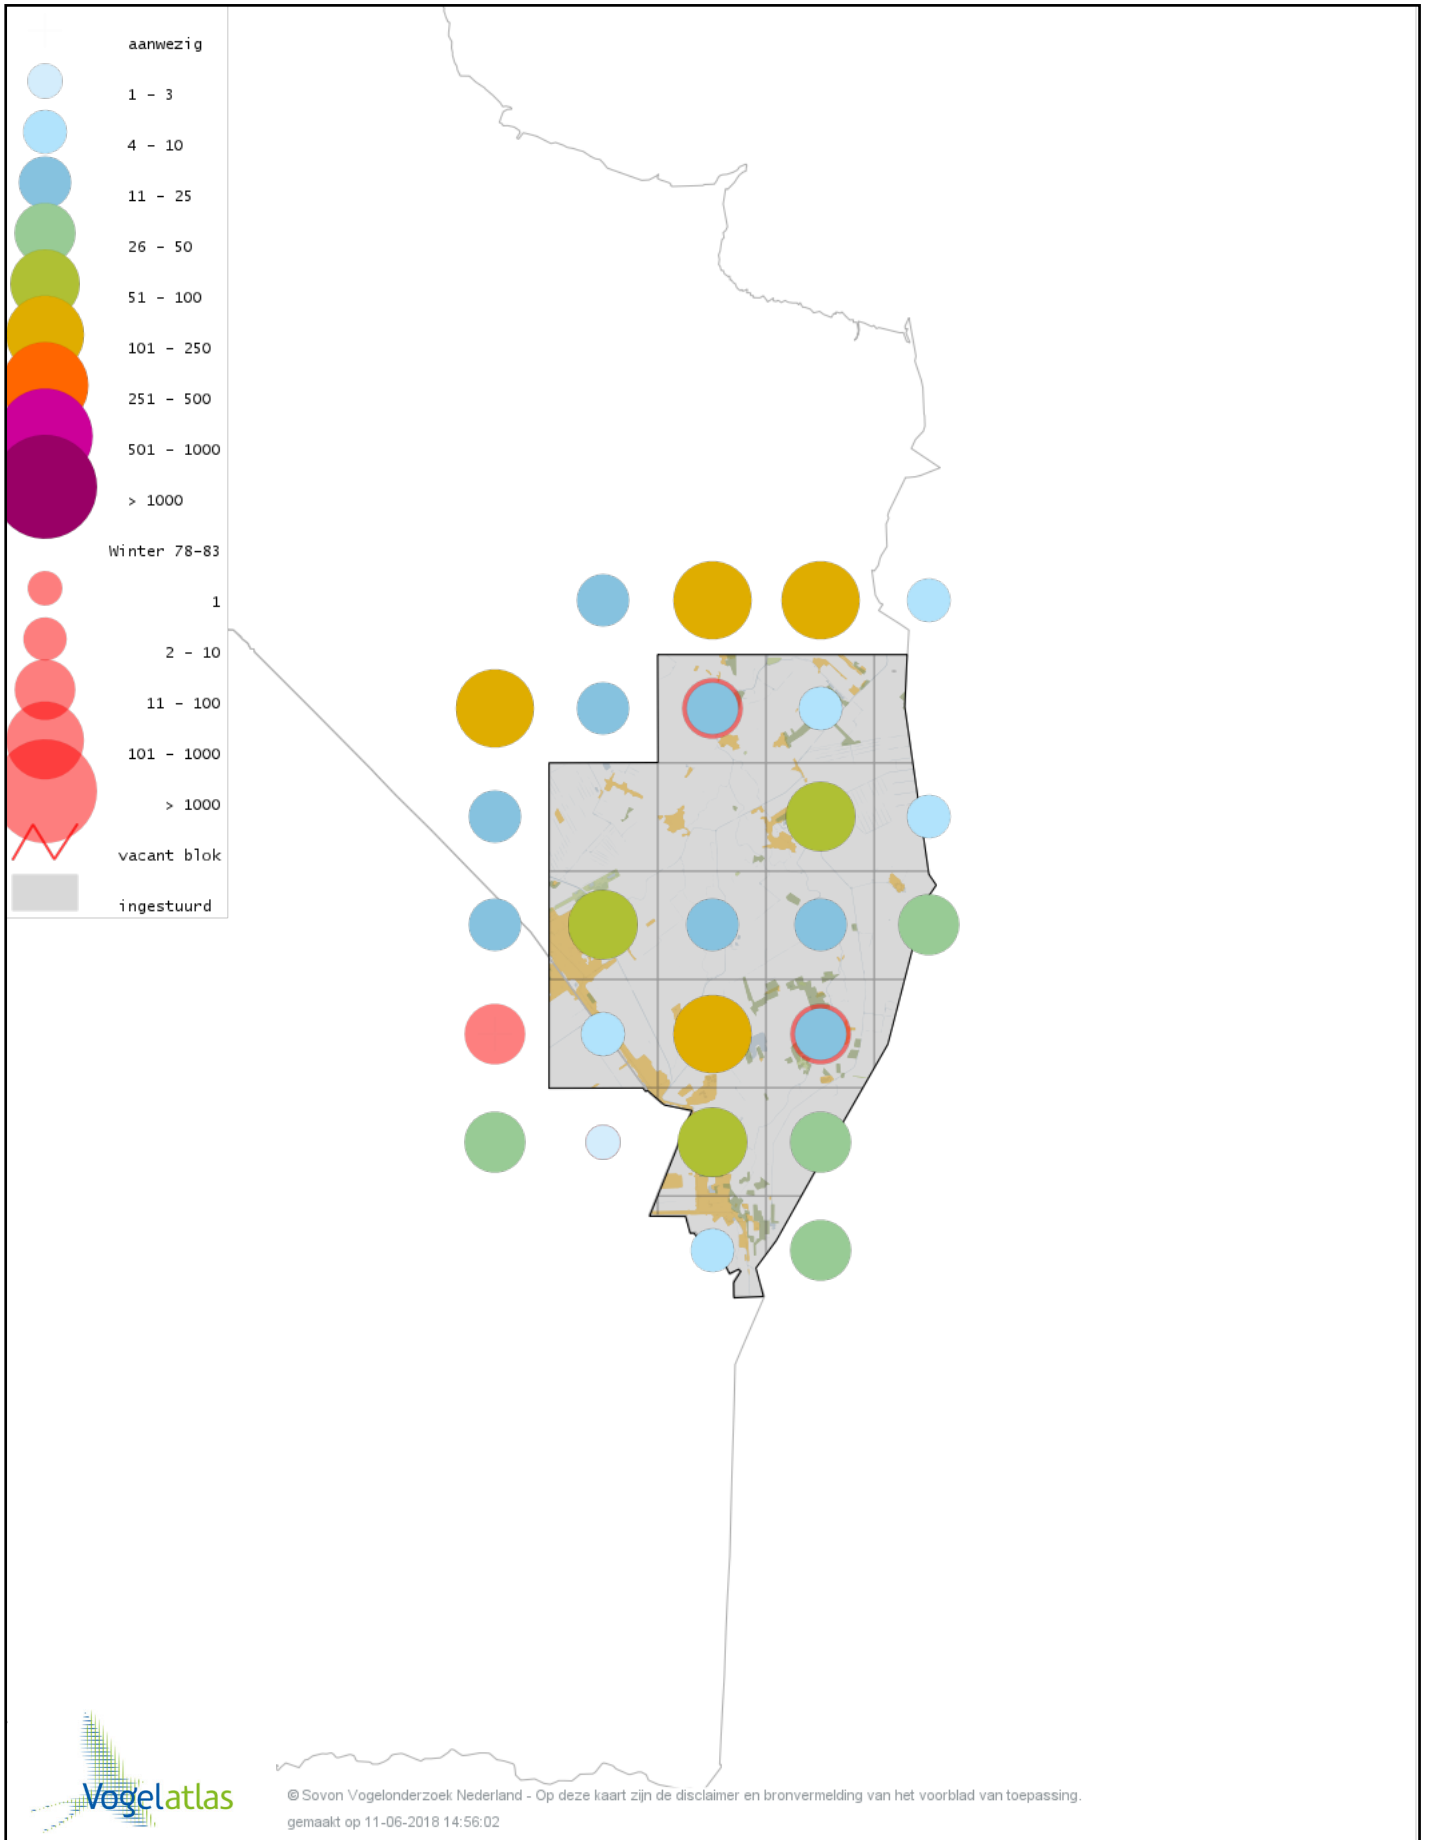 aanwezig
1 - 3
4 - 10
11 - 25
26 - 50
51 - 100
101 - 250
251 - 500
501 - 1000
> 1000
Winter 78-83
1
2 - 10
11 - 100
101 - 1000
> 1000
vacant blok
ingestuurd
Vogelatlas
© Sovon Vogelonderzoek Nederland - Op deze kaart zijn de disclaimer en bronvermelding van het voorblad van toepassing.
gemaakt op 11-06-2018 14:56:02